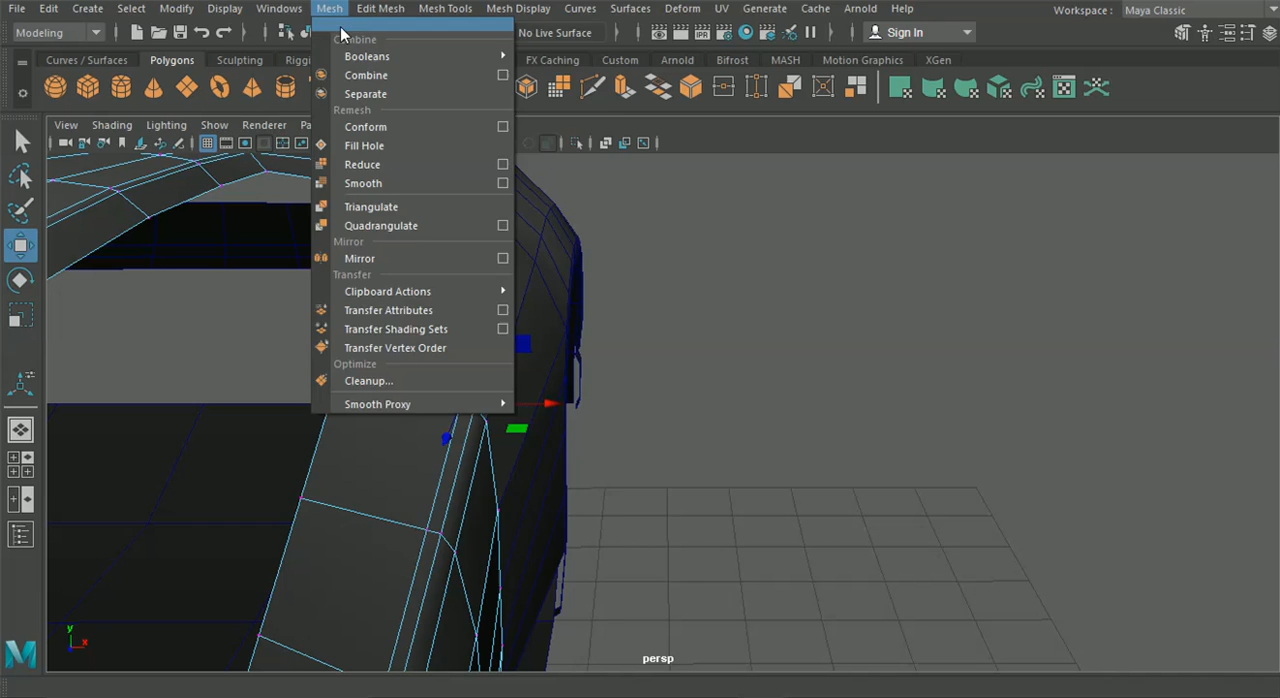 File Edit Create Select Modify Display Windows Mesh Edit Mesh Mesh Tools Mesh Display Curves Surfaces Deform UV Generate Cache Arnold Help Workspace : Maya Classic
Modeling No Live Surface Sign In
Curves / Surfaces Polygons Sculpting FX Caching Custom Arnold Bifrost MASH Motion Graphics XGen
View Shading Lighting Show Renderer
Booleans
Combine
Separate
Remesh
Conform
Fill Hole
Reduce
Smooth
Triangulate
Quadrangulate
Mirror
Mirror
Transfer
Clipboard Actions
Transfer Attributes
Transfer Shading Sets
Transfer Vertex Order
Optimize
Cleanup...
Smooth Proxy
y
x
persp
M